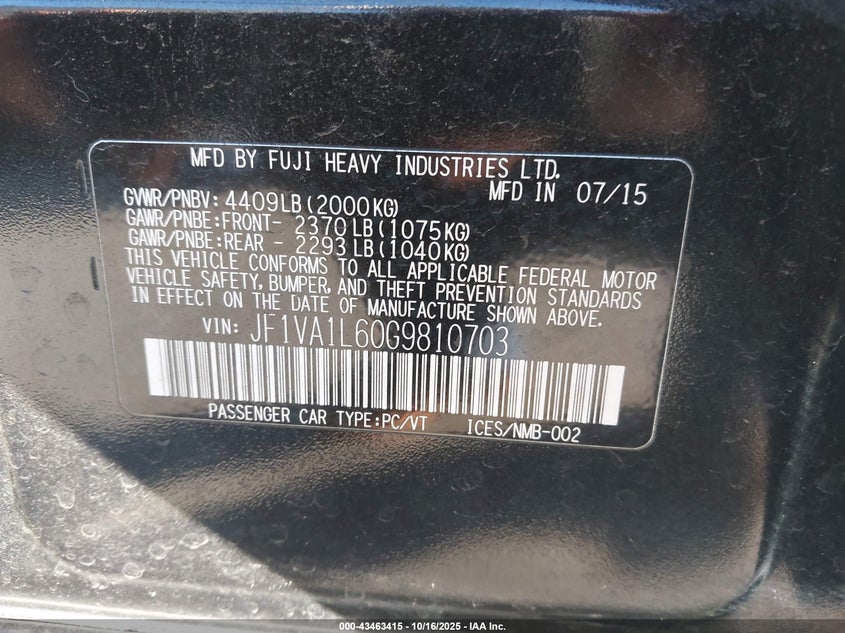 MFD BY FUJI HEAVY INDUSTRIES LTD.
MFD IN 07/15
GVWR/PNBV: 4409LB(2000KG)
GAWR/PNBE:FRONT- 2370LB(1075KG)
GAWR/PNBE:REAR - 2293LB(1040KG)
THIS VEHICLE CONFORMS TO ALL APPLICABLE FEDERAL MOTOR
VEHICLE SAFETY, BUMPER, AND THEFT PREVENTION STANDARDS
IN EFFECT ON THE DATE OF MANUFACTURE SHOWN ABOVE.
VIN: JF1VA1L60G9810703
PASSENGER CAR TYPE:PC/VT ICES/NMB-002
000-43463415 - 10/16/2025 - IAA Inc.